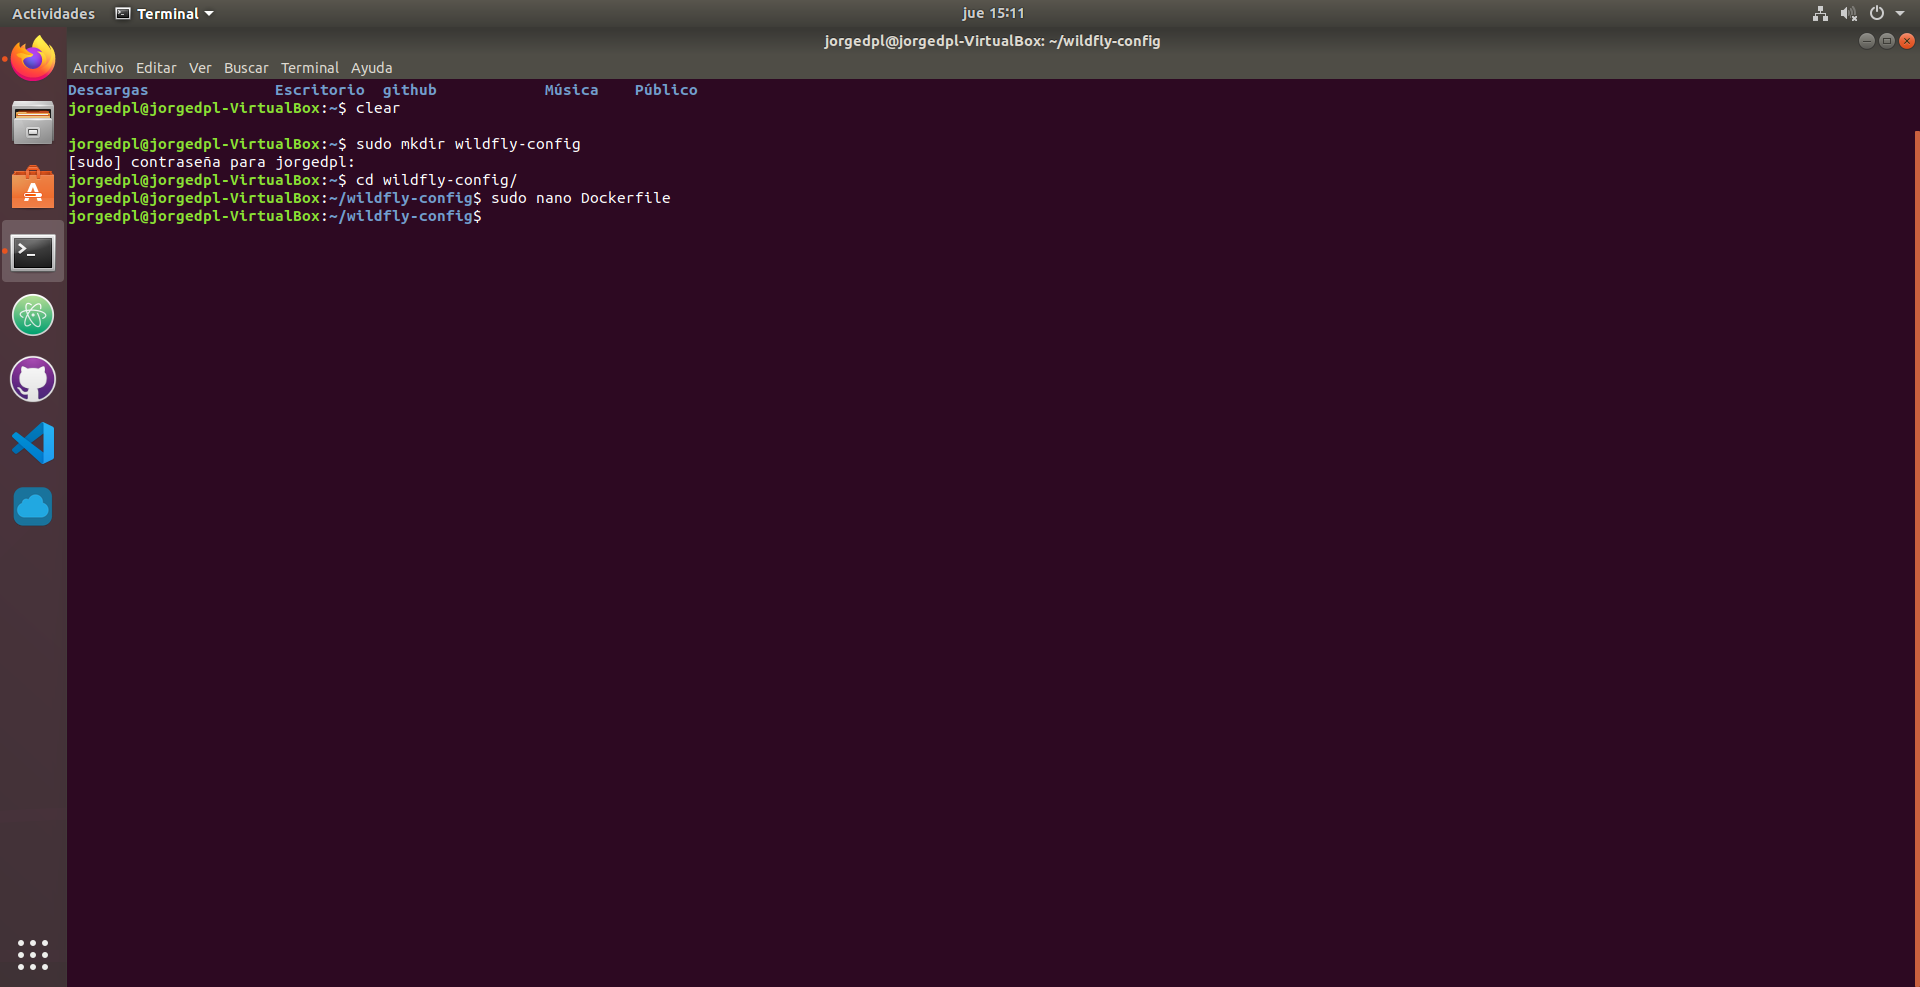 Actividades Terminal jue 15:11
jorgedpl@jorgedpl-VirtualBox: ~/wildfly-config
Archivo Editar Ver Buscar Terminal Ayuda
Descargas Escritorio github Música Público
jorgedpl@jorgedpl-VirtualBox:~$ clear
jorgedpl@jorgedpl-VirtualBox:~$ sudo mkdir wildfly-config
[sudo] contraseña para jorgedpl:
jorgedpl@jorgedpl-VirtualBox:~$ cd wildfly-config/
jorgedpl@jorgedpl-VirtualBox:~/wildfly-config$ sudo nano Dockerfile
jorgedpl@jorgedpl-VirtualBox:~/wildfly-config$